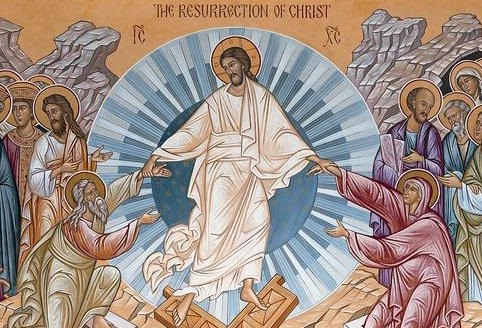 THE RESURRECTION OF CHRIST
IC XC